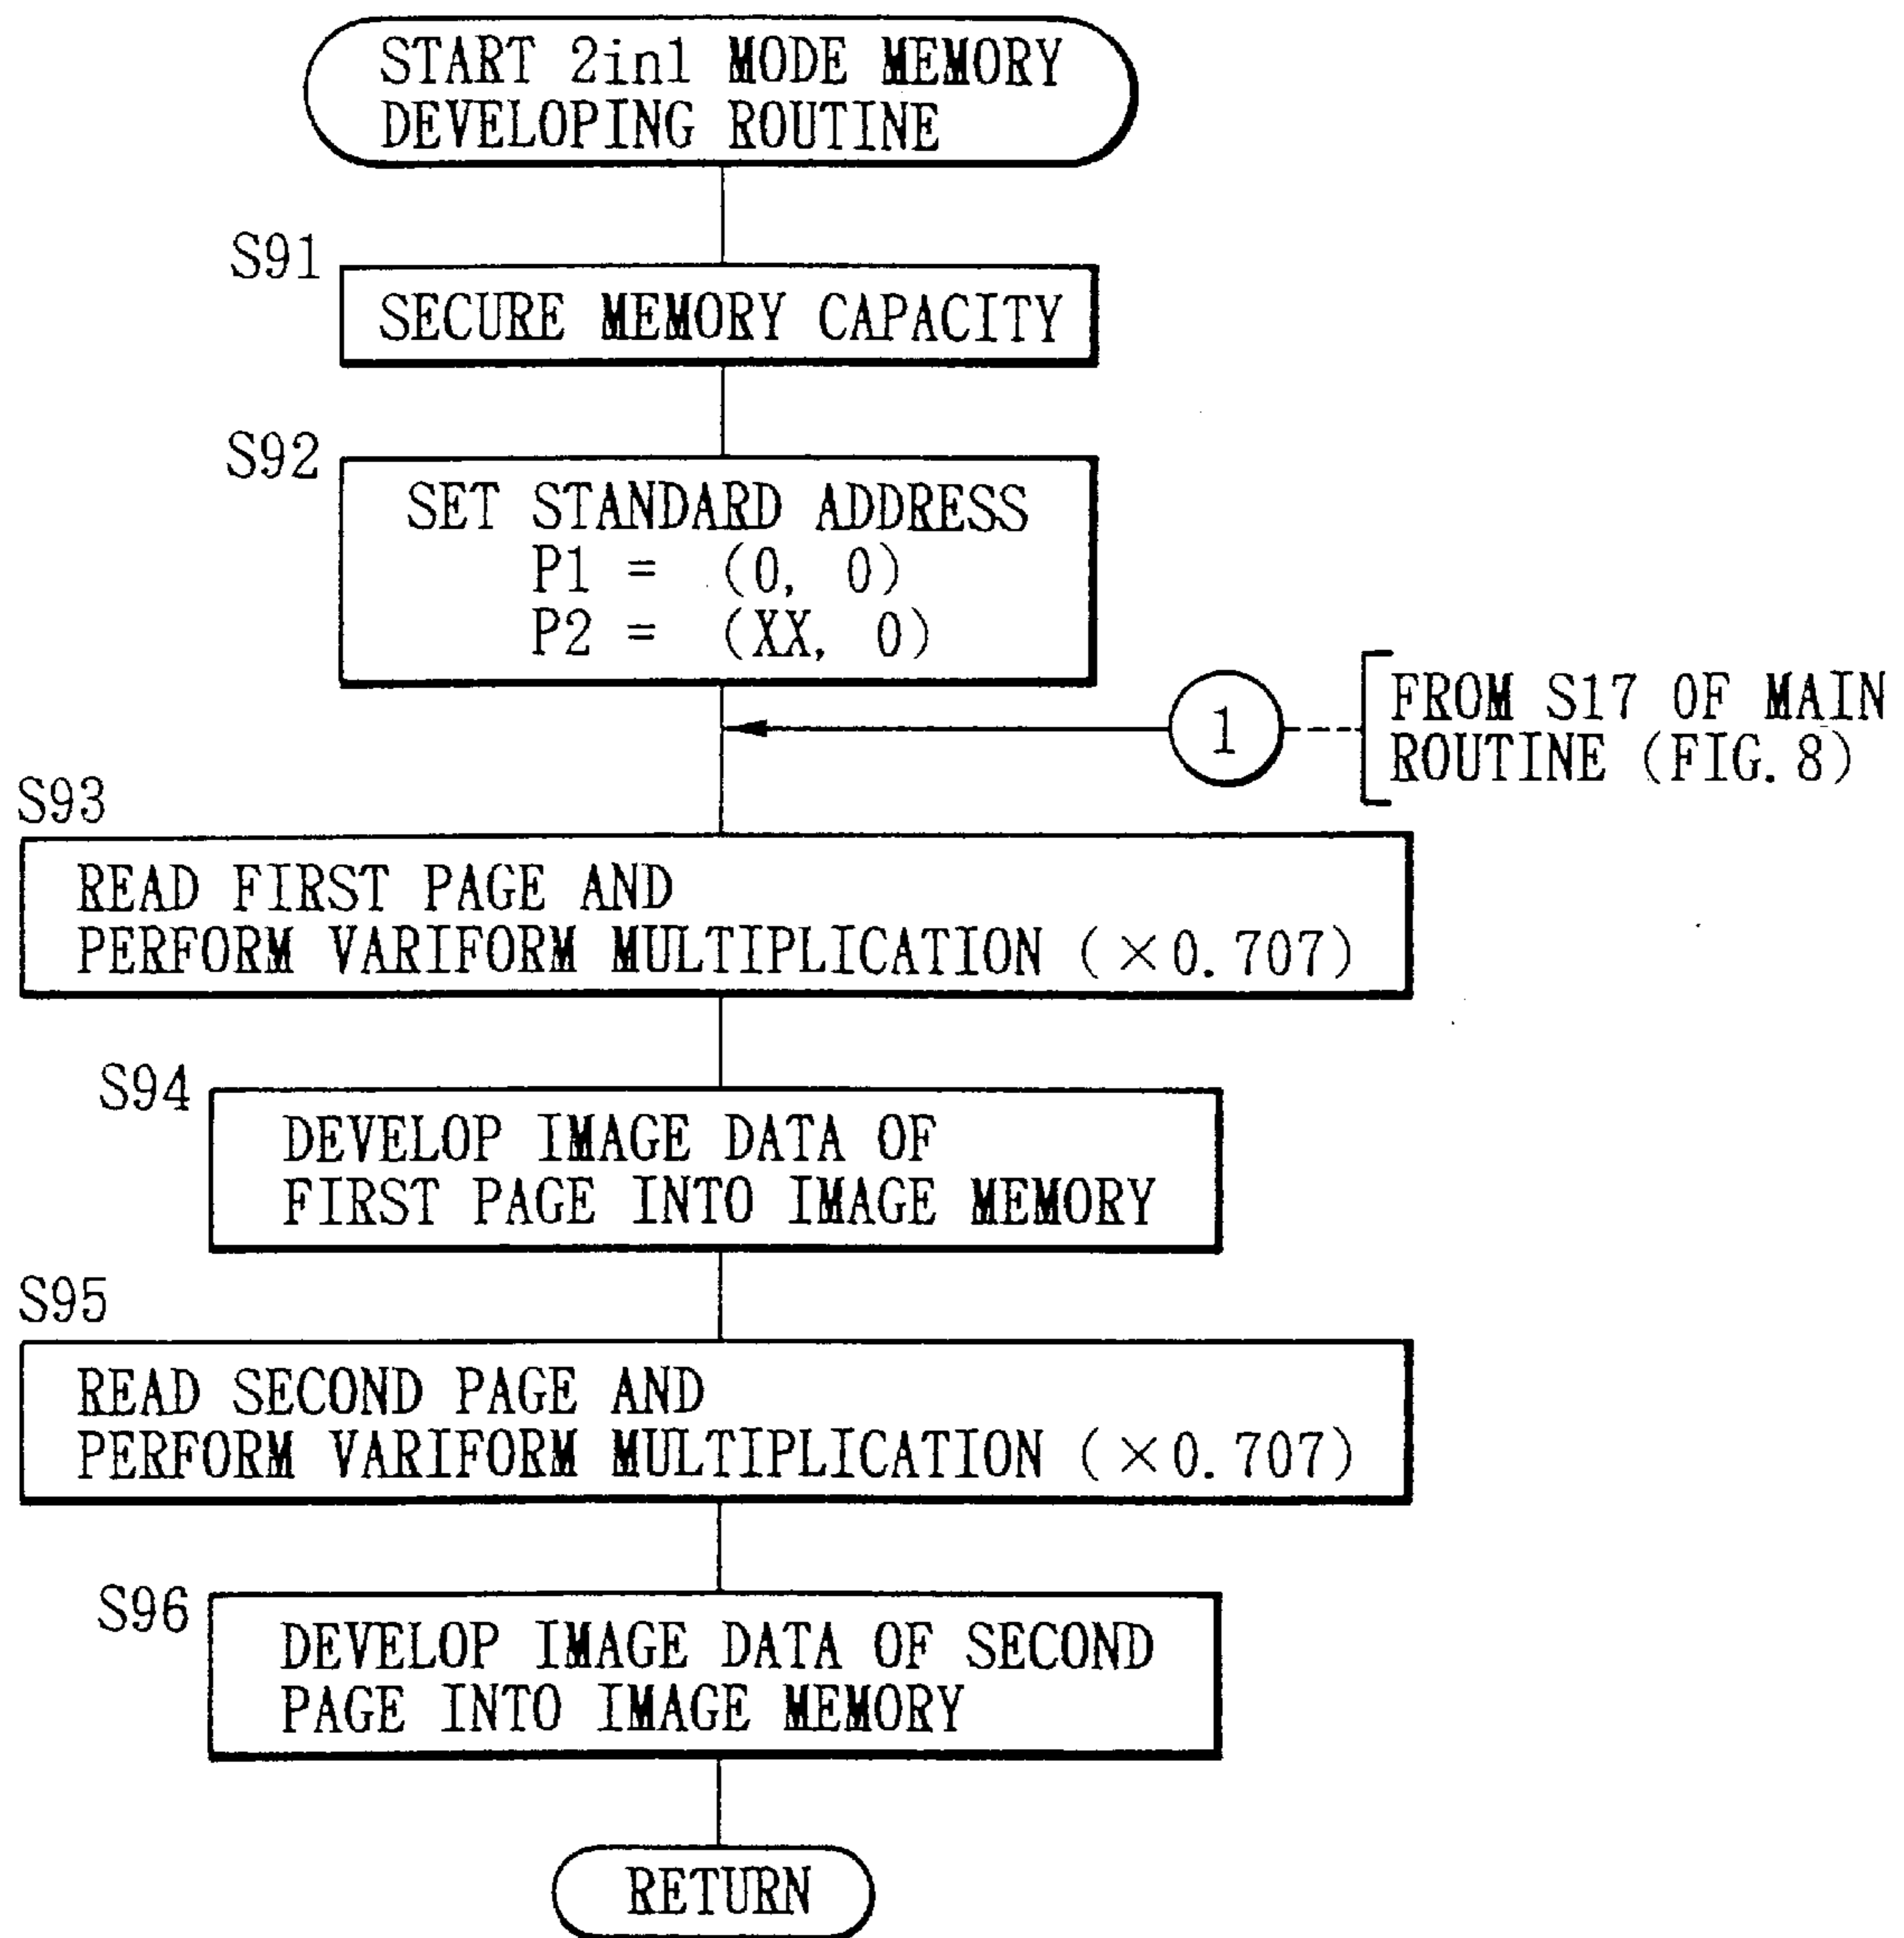 START 2in1 MODE MEMORY
DEVELOPING ROUTINE
S91
SECURE MEMORY CAPACITY
S92
SET STANDARD ADDRESS
P1 = (0, 0)
P2 = (XX, 0)
1
FROM S17 OF MAIN
ROUTINE (FIG. 8)
S93
READ FIRST PAGE AND
PERFORM VARIFORM MULTIPLICATION (×0.707)
S94
DEVELOP IMAGE DATA OF
FIRST PAGE INTO IMAGE MEMORY
S95
READ SECOND PAGE AND
PERFORM VARIFORM MULTIPLICATION (×0.707)
S96
DEVELOP IMAGE DATA OF SECOND
PAGE INTO IMAGE MEMORY
RETURN